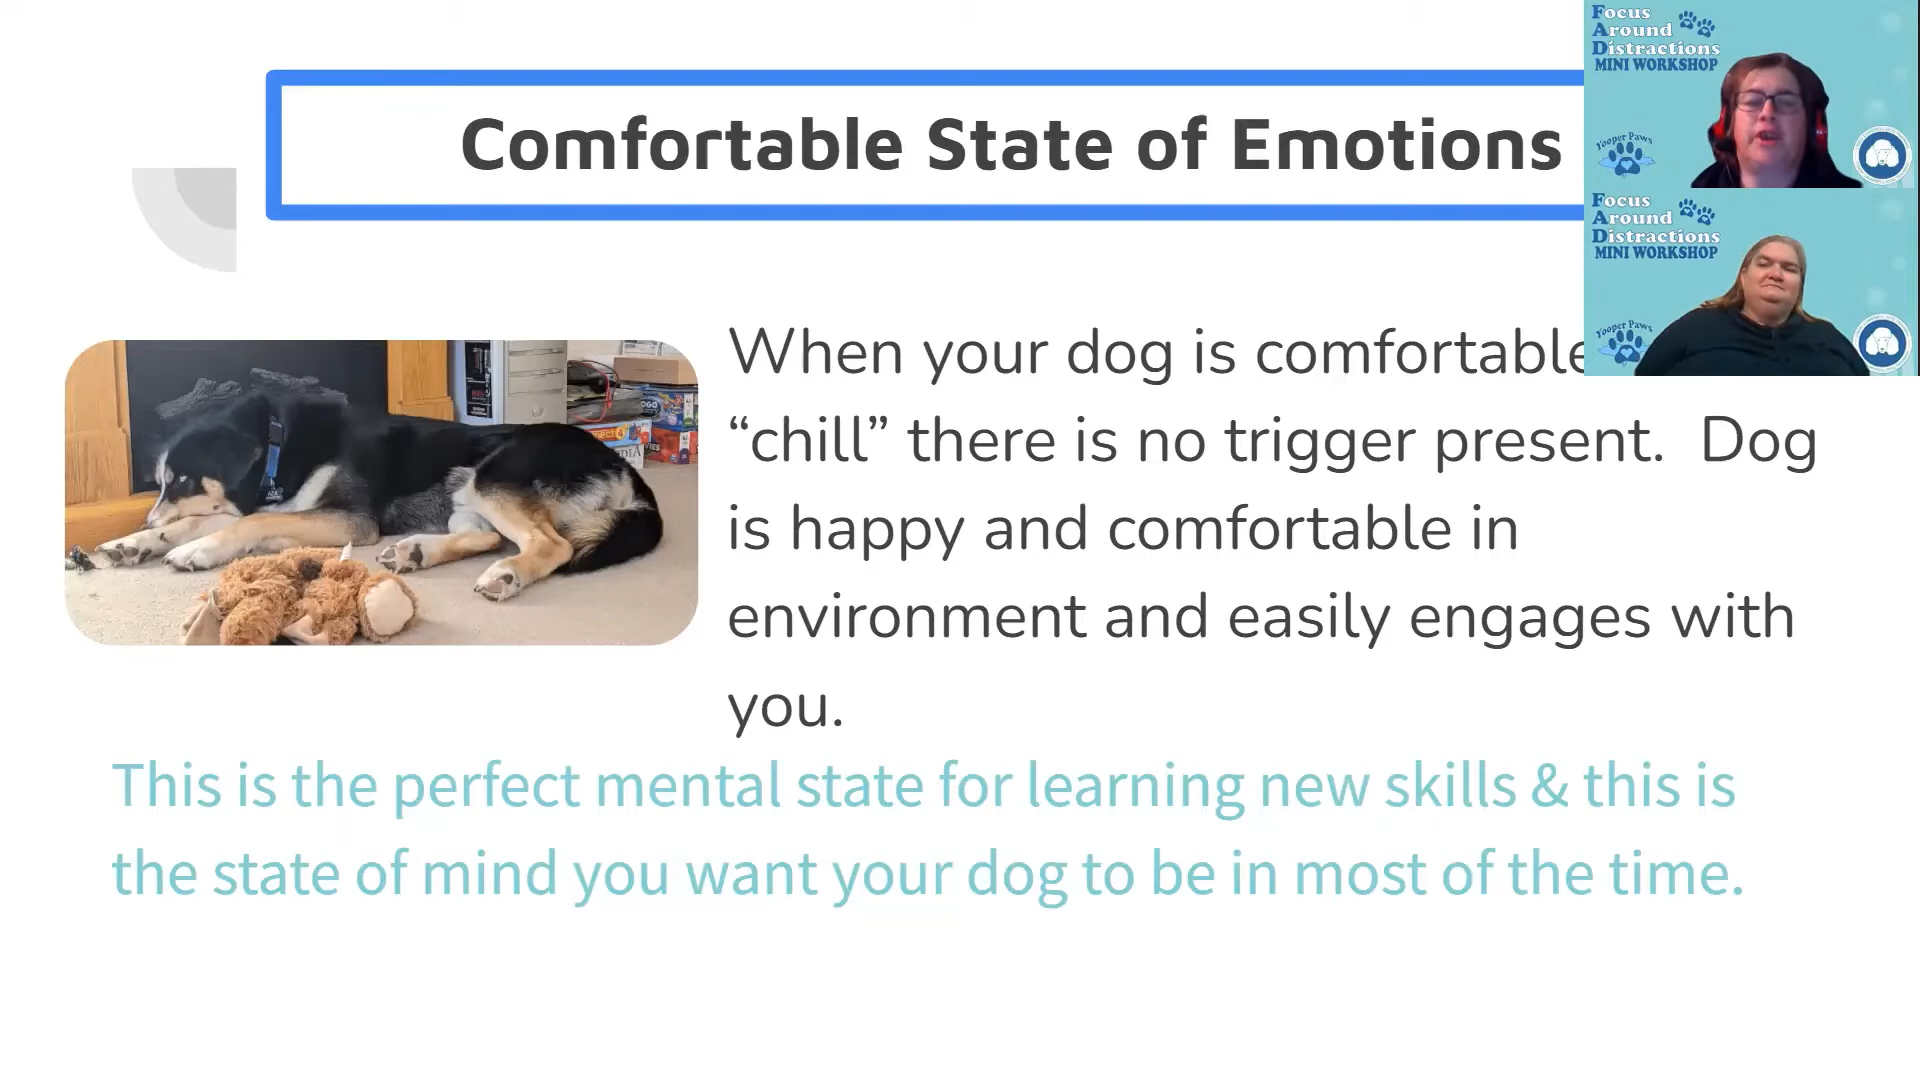 Comfortable State of Emotions
When your dog is comfortable
“chill” there is no trigger present. Dog
is happy and comfortable in
environment and easily engages with
you.
This is the perfect mental state for learning new skills & this is
the state of mind you want your dog to be in most of the time.
Focus
Around
Distractions
MINI WORKSHOP
Yooper Paws
Focus
Around
Distractions
MINI WORKSHOP
Yooper Paws